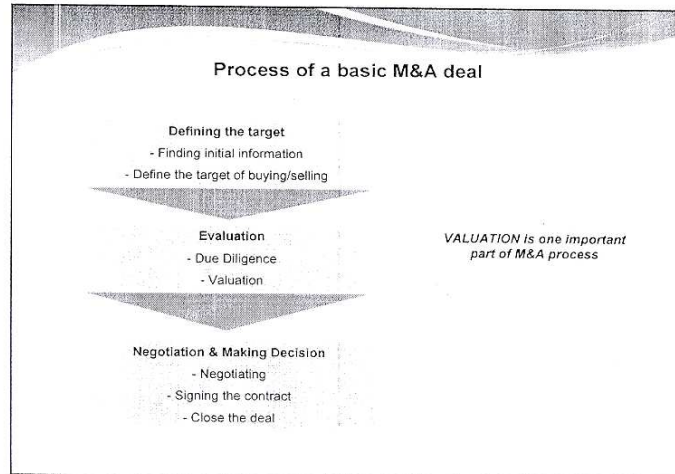 Process of a basic M&A deal
Defining the target
- Finding initial information
- Define the target of buying/selling
Evaluation
- Due Diligence
- Valuation
VALUATION is one important
part of M&A process
Negotiation & Making Decision
- Negotiating
- Signing the contract
- Close the deal